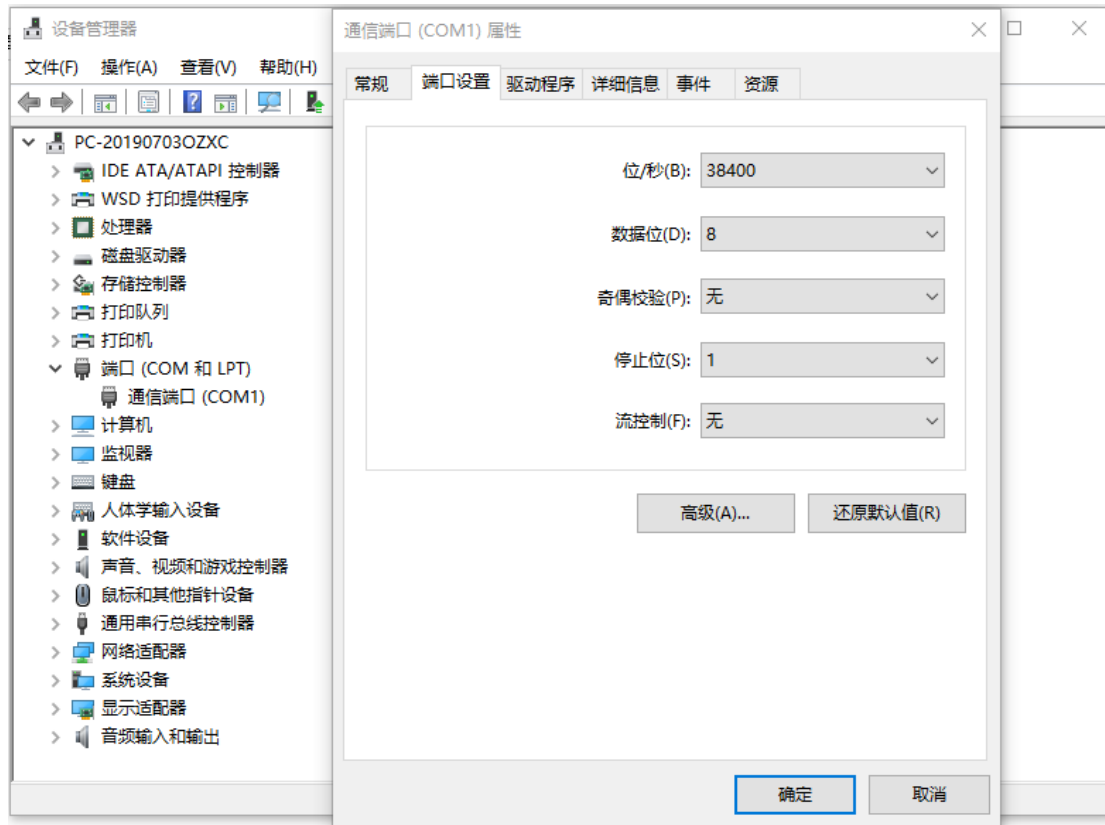 设备管理器
文件(F) 操作(A) 查看(V) 帮助(H)
PC-20190703OZXC
IDE ATA/ATAPI 控制器
WSD 打印提供程序
处理器
磁盘驱动器
存储控制器
打印队列
打印机
端口 (COM 和 LPT)
通信端口 (COM1)
计算机
监视器
键盘
人体学输入设备
软件设备
声音、视频和游戏控制器
鼠标和其他指针设备
通用串行总线控制器
网络适配器
系统设备
显示适配器
音频输入和输出
通信端口 (COM1) 属性
常规 端口设置 驱动程序 详细信息 事件 资源
位/秒(B): 38400
数据位(D): 8
奇偶校验(P): 无
停止位(S): 1
流控制(F): 无
高级(A)... 还原默认值(R)
确定 取消